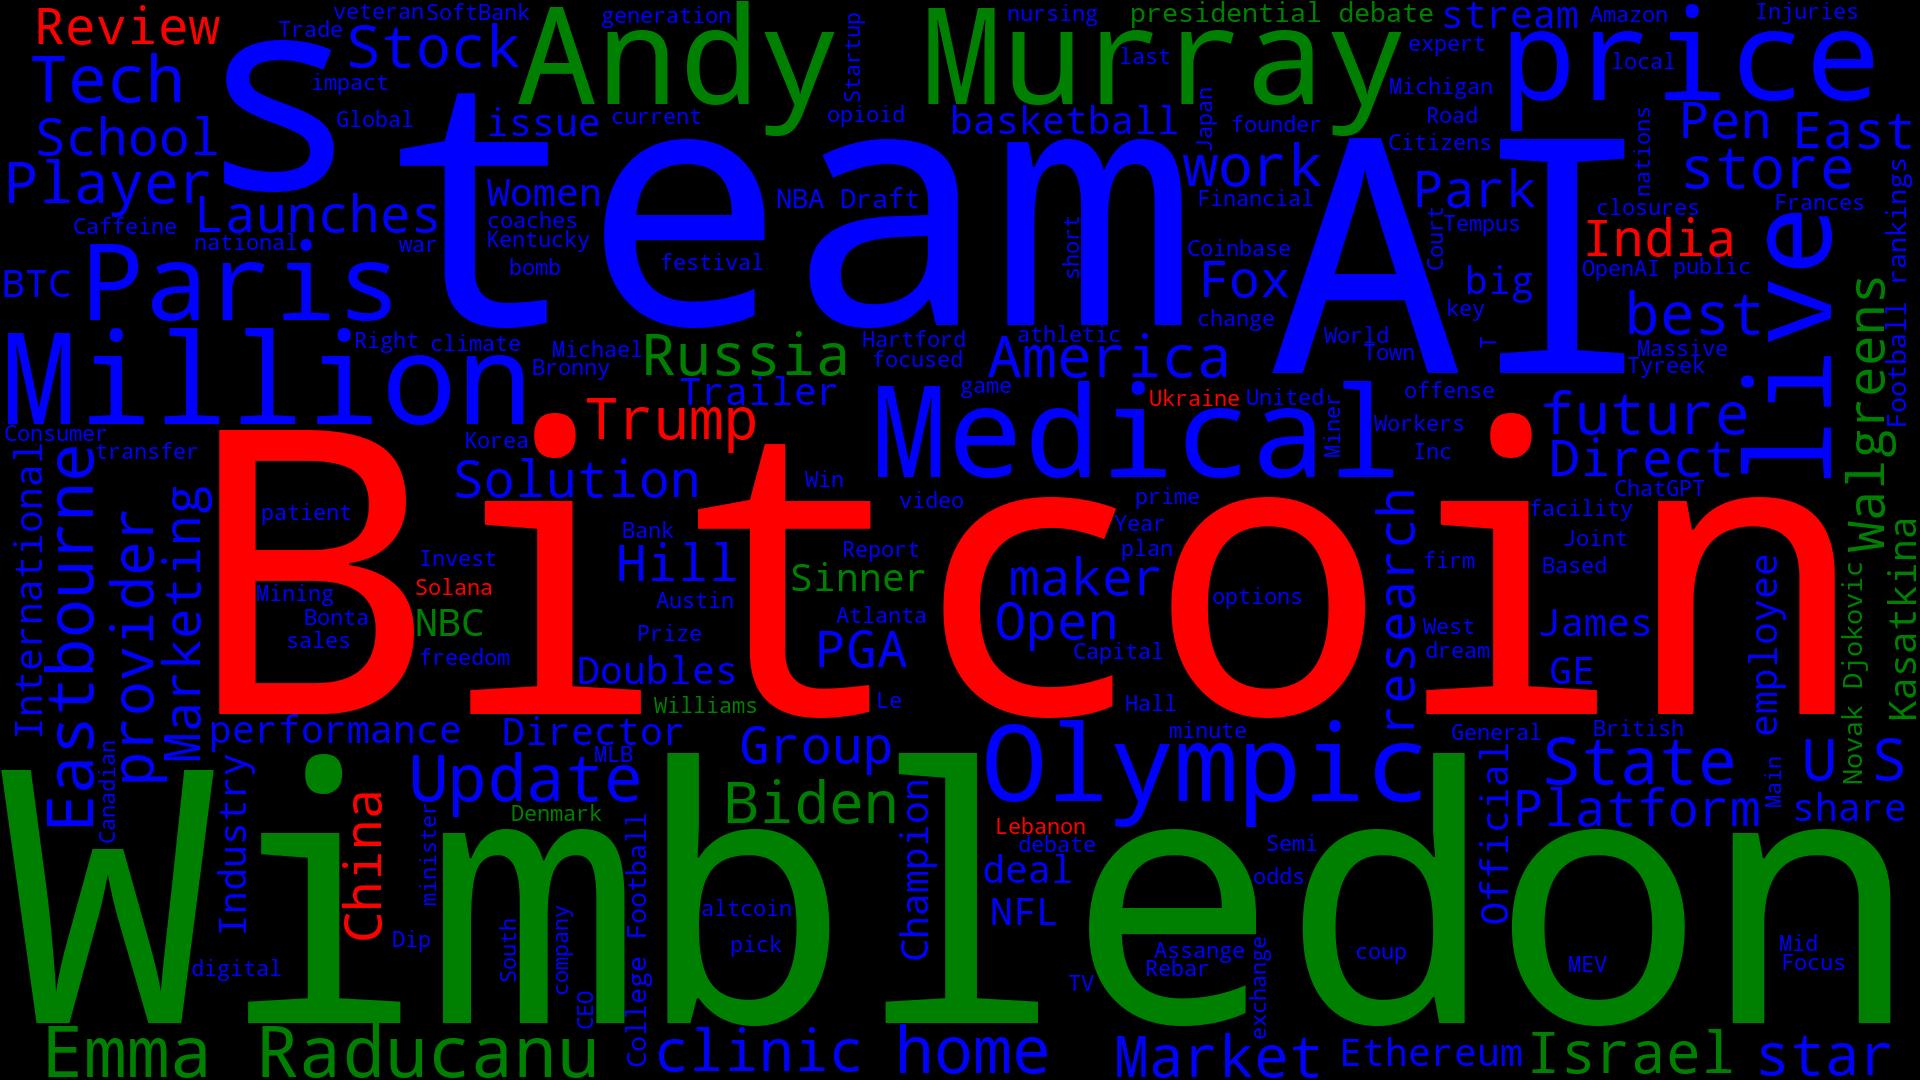 Review
Trade
veteran
SoftBank
generation
Andy Murray
nursing
presidential debate
stream
Amazon
Injuries
Tech
Stock
impact
s
Startup
last
expert
price
local
Michigan
School
Global
issue
current
opioid
basketball
Japan
founder
Road
Citizens
nations
Pen
East
Player
team
Women
coaches
Kentucky
NBA Draft
work
Financial
AI
Park
store
Frances
Football rankings
Caffeine
Launches
national
war
bomb
festival
short
Coinbase
Court
Tempus
closures
India
live
BTC
Paris
Fox
change
big
key
OpenAI
public
best
Walgreens
Million
Right
climate
Michael
Bronny
Russia
Hartford
focused
athletic
America
World
Town
T
Massive
Tyreek
Trailer
game
Ukraine
United
offense
Consumer
transfer
Korea
Trump
Medical
Miner
Workers
Inc
future
Direct
ChatGPT
International
Eastbourne
provider
Marketing
Bitcoin
Solution
Win
video
prime
Year
plan
research
facility
Joint
Based
patient
Bank
Invest
Hill
Report
Sinner
maker
firm
Mining
Solana
Bonta
sales
NBC
Austin
Atlanta
options
Open
West
James
employee
Novak Djokovic
Kasatkina
freedom
Prize
PGA
Capital
dream
GE
Doubles
Williams
Le
Hall
performance
Director
MLB
Group
Olympic
minute
General
British
State
Main
U S
Canadian
Industry
China
Update
minister
Denmark
Biden
Champion
Lebanon
debate
Semi
Official
Platform
share
Wimbledon
College Football
deal
odds
NFL
altcoin
pick
Dip
South
company
CEO
digital
Assange
Rebar
TV
exchange
coup
MEV
Mid
Focus
Emma Raducanu
clinic
home
Market
Ethereum
Israel
star